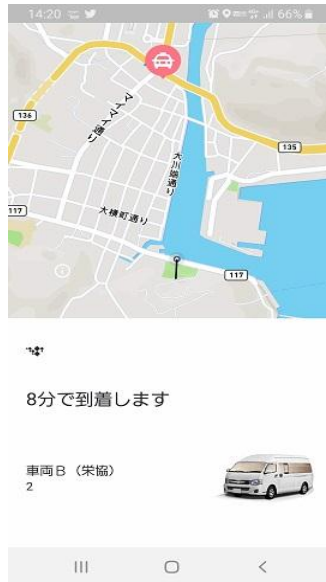 14:20
66%
136
マイマイ通り
135
大川端通り
大横町通り
117
117
8分で到着します
車両B（栄協）
2